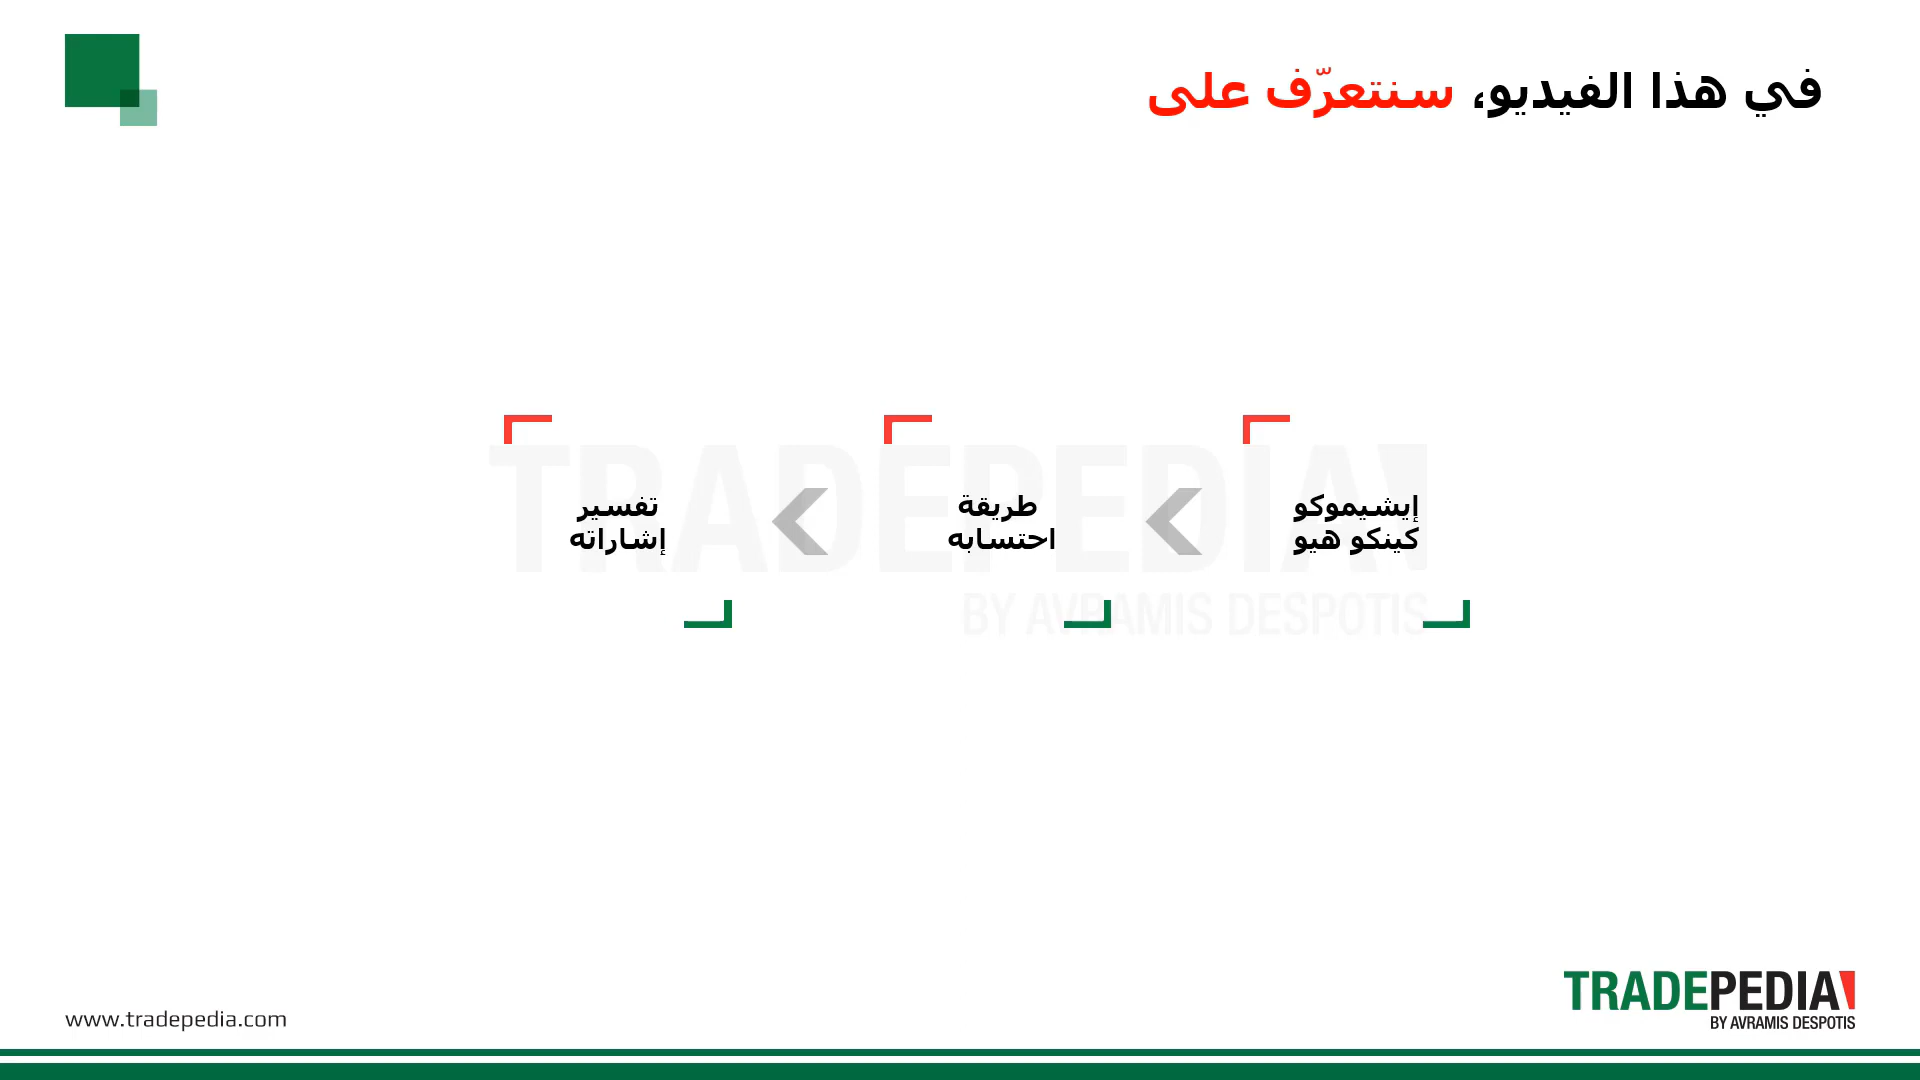 في هذا الفيديو، سنتعرّف على
إيشيموكو
كينكو هيو
طريقة
احتسابه
تفسير
إشاراته
TRADEPEDIA
BY AVRAMIS DESPOTIS
www.tradepedia.com
TRADEPEDIA
BY AVRAMIS DESPOTIS